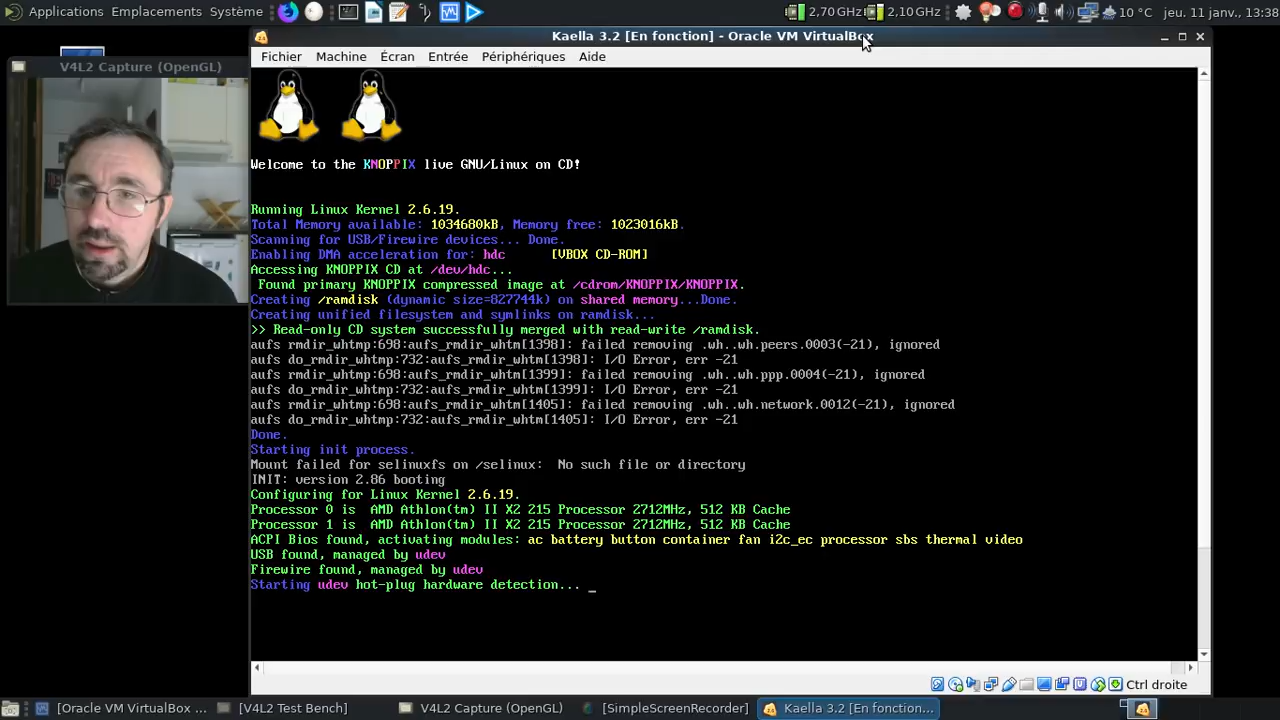 Applications Emplacements Système
2,70 GHz 2,10 GHz 10 °C jeu. 11 janv., 13:38
V4L2 Capture (OpenGL)
Kaella 3.2 [En fonction] - Oracle VM VirtualBox
Fichier Machine Écran Entrée Périphériques Aide
Welcome to the KNOPPIX live GNU/Linux on CD!
Running Linux Kernel 2.6.19.
Total Memory available: 1034680kB, Memory free: 1023016kB.
Scanning for USB/Firewire devices... Done.
Enabling DMA acceleration for: hdc [VBOX CD-ROM]
Accessing KNOPPIX CD at /dev/hdc...
Found primary KNOPPIX compressed image at /cdrom/KNOPPIX/KNOPPIX.
Creating /ramdisk (dynamic size=827744k) on shared memory...Done.
Creating unified filesystem and symlinks on ramdisk...
>> Read-only CD system successfully merged with read-write /ramdisk.
aufs rmdir_whtmp:698:aufs_rmdir_whtm[1398]: failed removing .wh..wh.peers.0003(-21), ignored
aufs do_rmdir_whtmp:732:aufs_rmdir_whtm[1398]: I/O Error, err -21
aufs rmdir_whtmp:698:aufs_rmdir_whtm[1399]: failed removing .wh..wh.ppp.0004(-21), ignored
aufs do_rmdir_whtmp:732:aufs_rmdir_whtm[1399]: I/O Error, err -21
aufs rmdir_whtmp:698:aufs_rmdir_whtm[1405]: failed removing .wh..wh.network.0012(-21), ignored
aufs do_rmdir_whtmp:732:aufs_rmdir_whtm[1405]: I/O Error, err -21
Done.
Starting init process.
Mount failed for selinuxfs on /selinux: No such file or directory
INIT: version 2.86 booting
Configuring for Linux Kernel 2.6.19.
Processor 0 is AMD Athlon(tm) II X2 215 Processor 2712MHz, 512 KB Cache
Processor 1 is AMD Athlon(tm) II X2 215 Processor 2712MHz, 512 KB Cache
ACPI Bios found, activating modules: ac battery button container fan i2c_ec processor sbs thermal video
USB found, managed by udev
Firewire found, managed by udev
Starting udev hot-plug hardware detection... _
Ctrl droite
[Oracle VM VirtualBox ... [V4L2 Test Bench] V4L2 Capture (OpenGL) [SimpleScreenRecorder] Kaella 3.2 [En fonction...